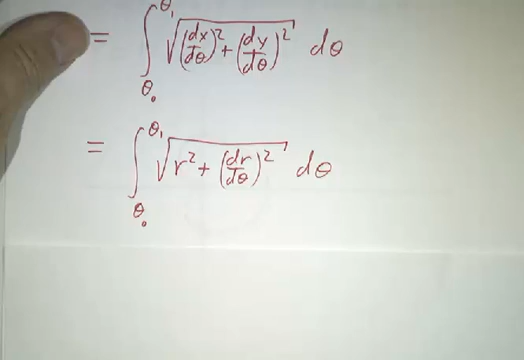 = ∫_{θ₀}^{θ₁} √((dx/dθ)² + (dy/dθ)²) dθ
= ∫_{θ₀}^{θ₁} √(r² + (dr/dθ)²) dθ